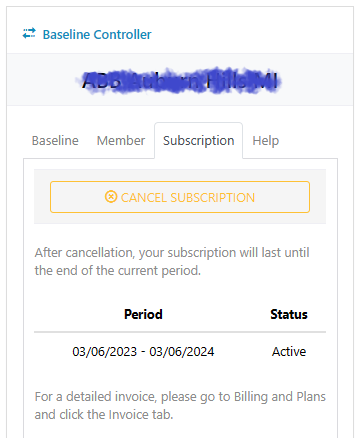 Baseline Controller
Baseline Member Subscription Help
CANCEL SUBSCRIPTION
After cancellation, your subscription will last until
the end of the current period.
Period Status
03/06/2023 - 03/06/2024 Active
For a detailed invoice, please go to Billing and Plans
and click the Invoice tab.